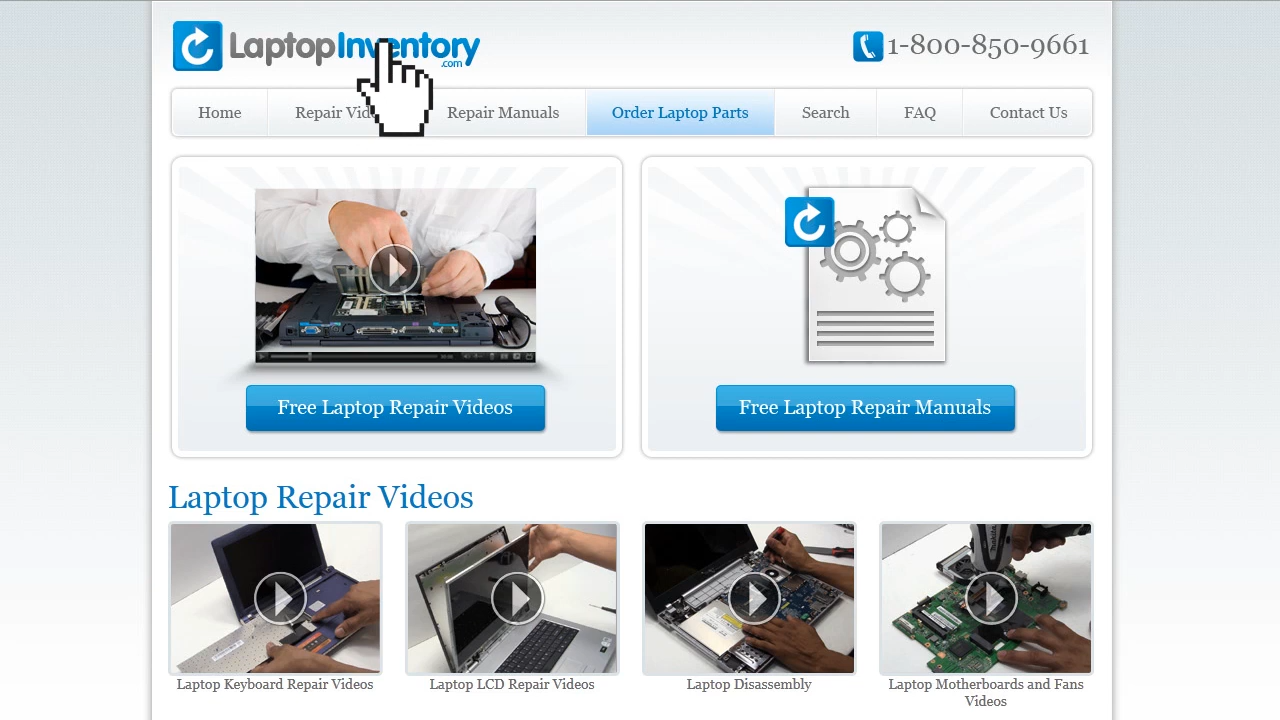 LaptopInventory
.com
1-800-850-9661
Home
Repair Vid
Repair Manuals
Order Laptop Parts
Search
FAQ
Contact Us
Free Laptop Repair Videos
Free Laptop Repair Manuals
Laptop Repair Videos
Laptop Keyboard Repair Videos
Laptop LCD Repair Videos
Laptop Disassembly
Laptop Motherboards and Fans
Videos